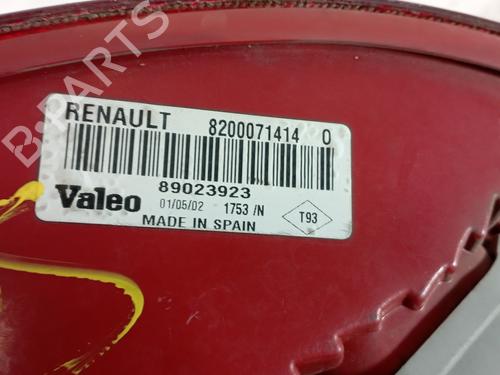 RENAULT 8200071414 0
89023923
Valeo 01/05/02 1753 /N T93
MADE IN SPAIN
B-PARTS